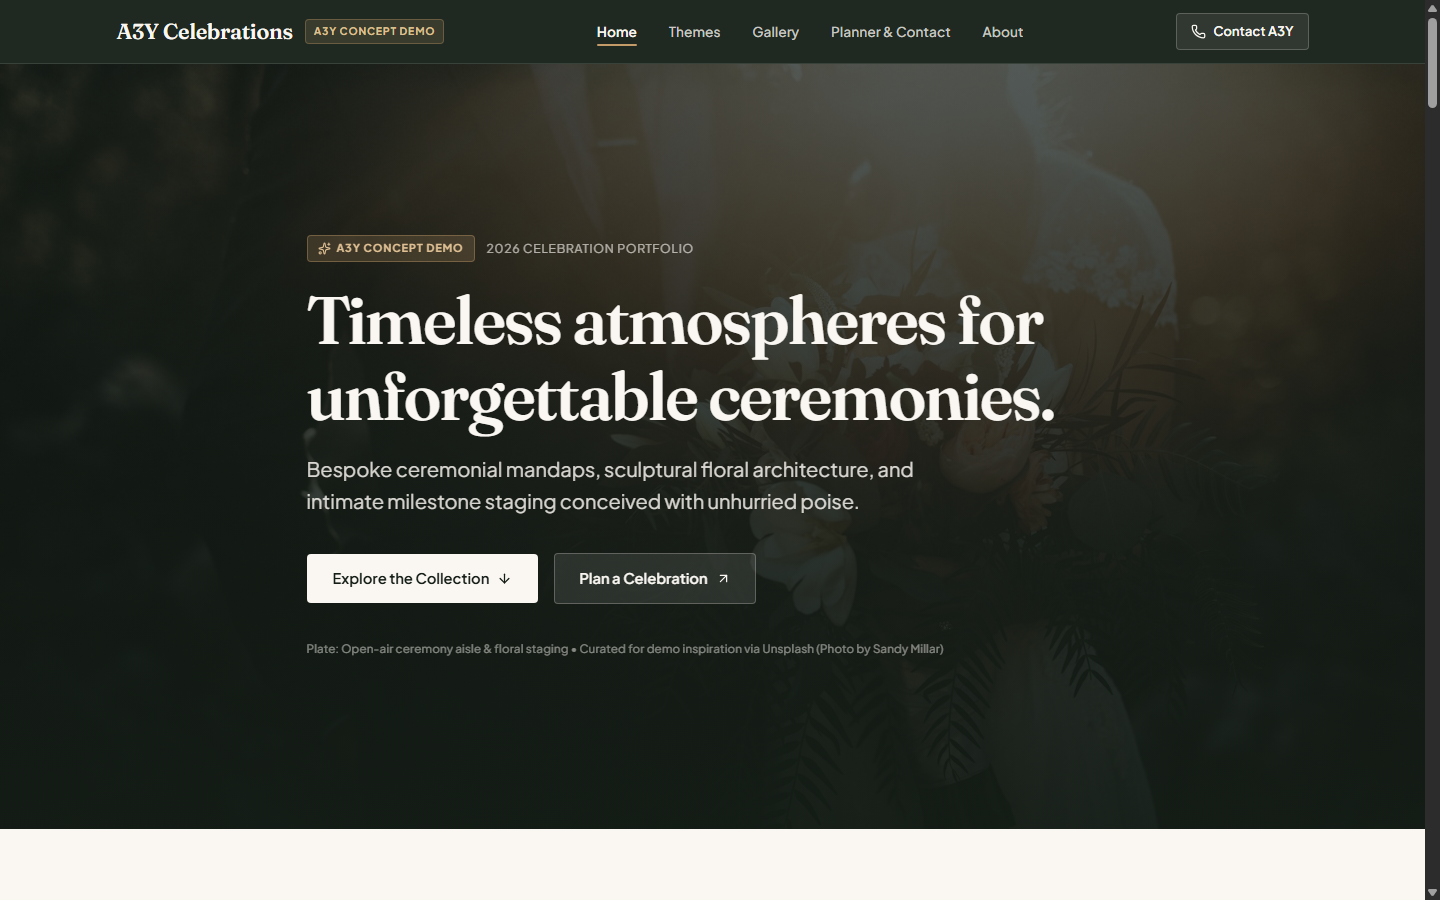 A3Y Celebrations
A3Y CONCEPT DEMO
Home
Themes
Gallery
Planner & Contact
About
Contact A3Y
A3Y CONCEPT DEMO
2026 CELEBRATION PORTFOLIO
Timeless atmospheres for
unforgettable ceremonies.
Bespoke ceremonial mandaps, sculptural floral architecture, and
intimate milestone staging conceived with unhurried poise.
Explore the Collection ↓
Plan a Celebration ↗
Plate: Open-air ceremony aisle & floral staging • Curated for demo inspiration via Unsplash (Photo by Sandy Millar)